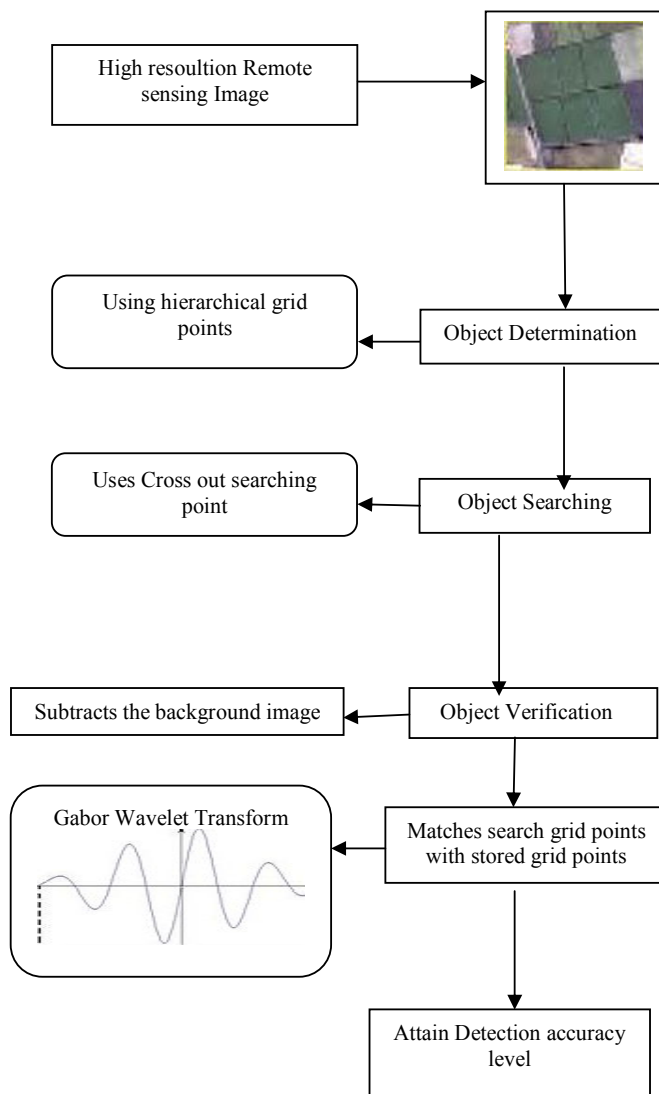 High resoultion Remote
sensing Image
Using hierarchical grid
points
Object Determination
Uses Cross out searching
point
Object Searching
Subtracts the background image
Object Verification
Gabor Wavelet Transform
Matches search grid points
with stored grid points
Attain Detection accuracy
level